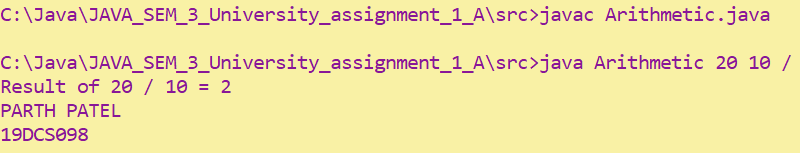 C:\Java\JAVA_SEM_3_University_assignment_1_A\src>javac Arithmetic.java
C:\Java\JAVA_SEM_3_University_assignment_1_A\src>java Arithmetic 20 10 /
Result of 20 / 10 = 2
PARTH PATEL
19DCS098